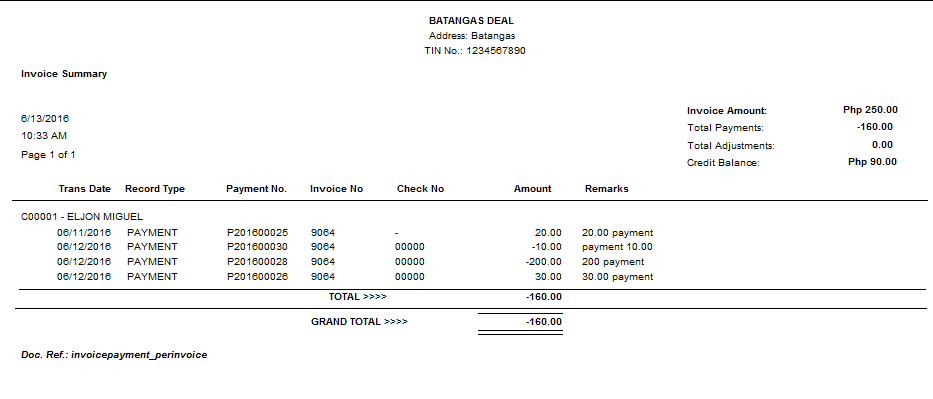 BATANGAS DEAL
Address: Batangas
TIN No.: 1234567890
Invoice Summary
6/13/2016
10:33 AM
Page 1 of 1
Invoice Amount: Php 250.00
Total Payments: -160.00
Total Adjustments: 0.00
Credit Balance: Php 90.00
Trans Date Record Type Payment No. Invoice No Check No Amount Remarks
C00001 - ELJON MIGUEL
06/11/2016 PAYMENT P201600025 9064 - 20.00 20.00 payment
06/12/2016 PAYMENT P201600030 9064 00000 -10.00 payment 10.00
06/12/2016 PAYMENT P201600028 9064 00000 -200.00 200 payment
06/12/2016 PAYMENT P201600026 9064 00000 30.00 30.00 payment
TOTAL >>>> -160.00
GRAND TOTAL >>>> -160.00
Doc. Ref.: invoicepayment_perinvoice